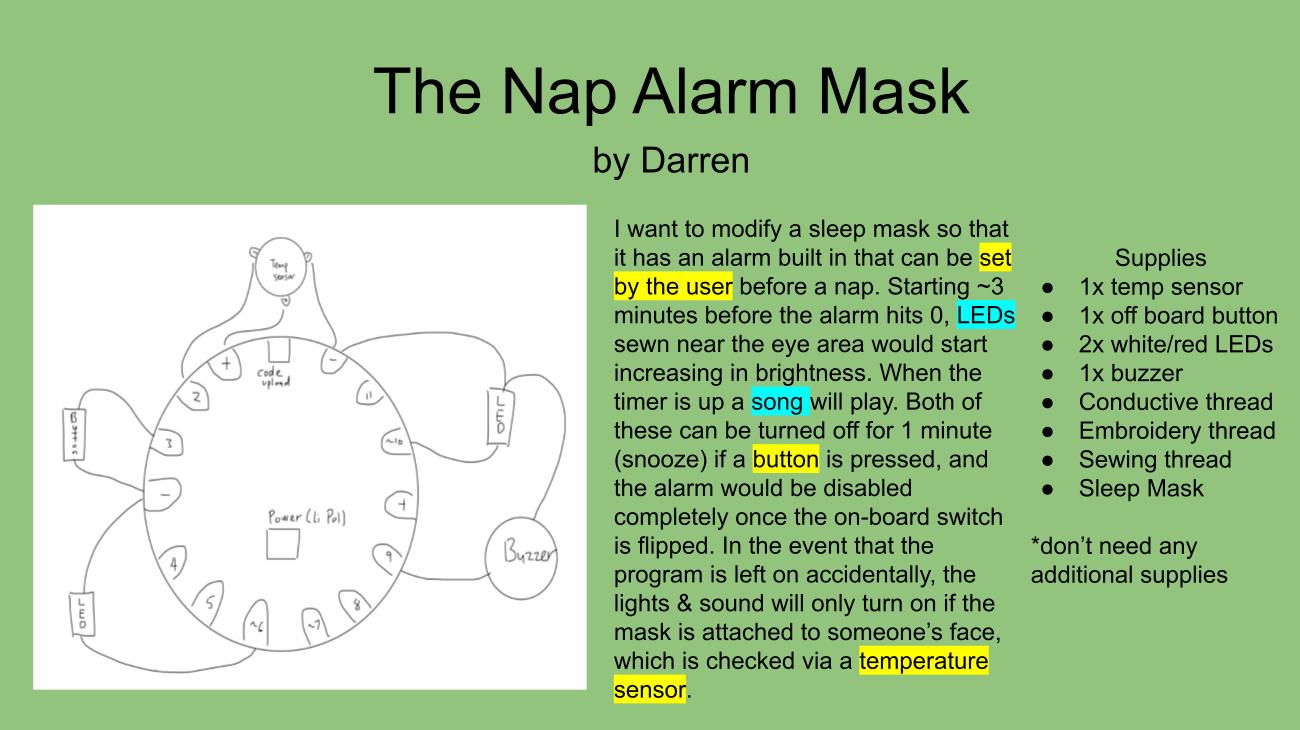 The Nap Alarm Mask
by Darren
Temp
sensor
+
code
upload
-
2
11
3
~10
Button
LED
-
+
Power (Li Pol)
Buzzer
4
9
LED
5
~6
~7
8
I want to modify a sleep mask so that
it has an alarm built in that can be set
by the user before a nap. Starting ~3
minutes before the alarm hits 0, LEDs
sewn near the eye area would start
increasing in brightness. When the
timer is up a song will play. Both of
these can be turned off for 1 minute
(snooze) if a button is pressed, and
the alarm would be disabled
completely once the on-board switch
is flipped. In the event that the
program is left on accidentally, the
lights & sound will only turn on if the
mask is attached to someone’s face,
which is checked via a temperature
sensor.
Supplies
● 1x temp sensor
● 1x off board button
● 2x white/red LEDs
● 1x buzzer
● Conductive thread
● Embroidery thread
● Sewing thread
● Sleep Mask
*don’t need any
additional supplies